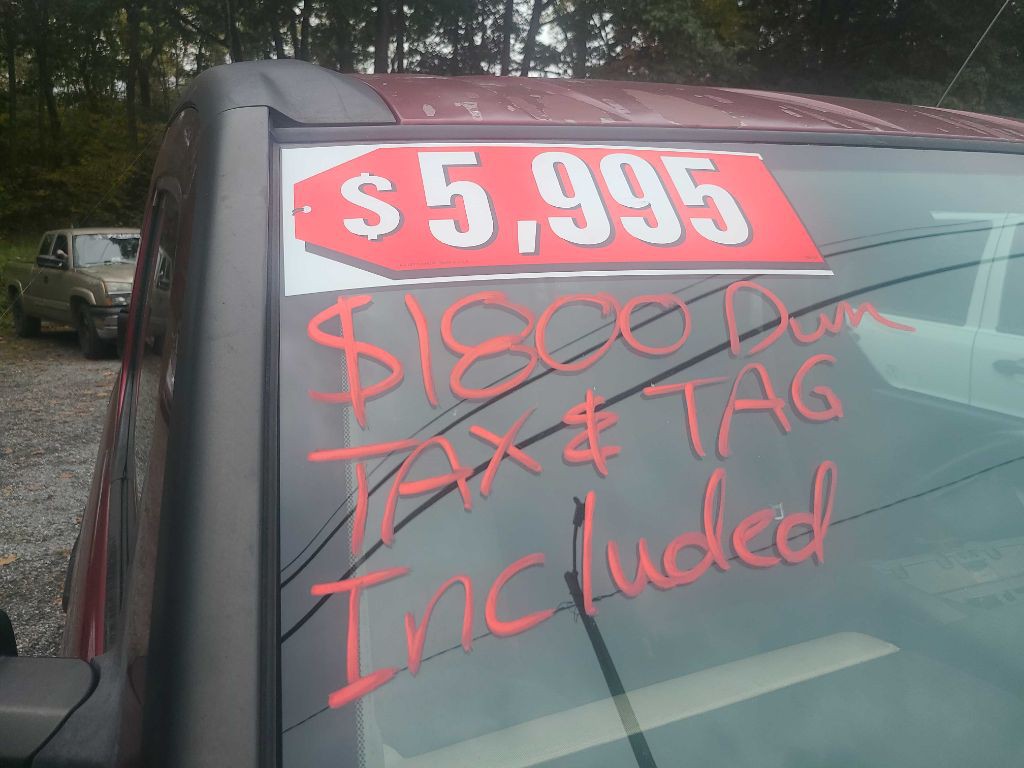 $5,995
$1800 Dwn
TAX & TAG
Included